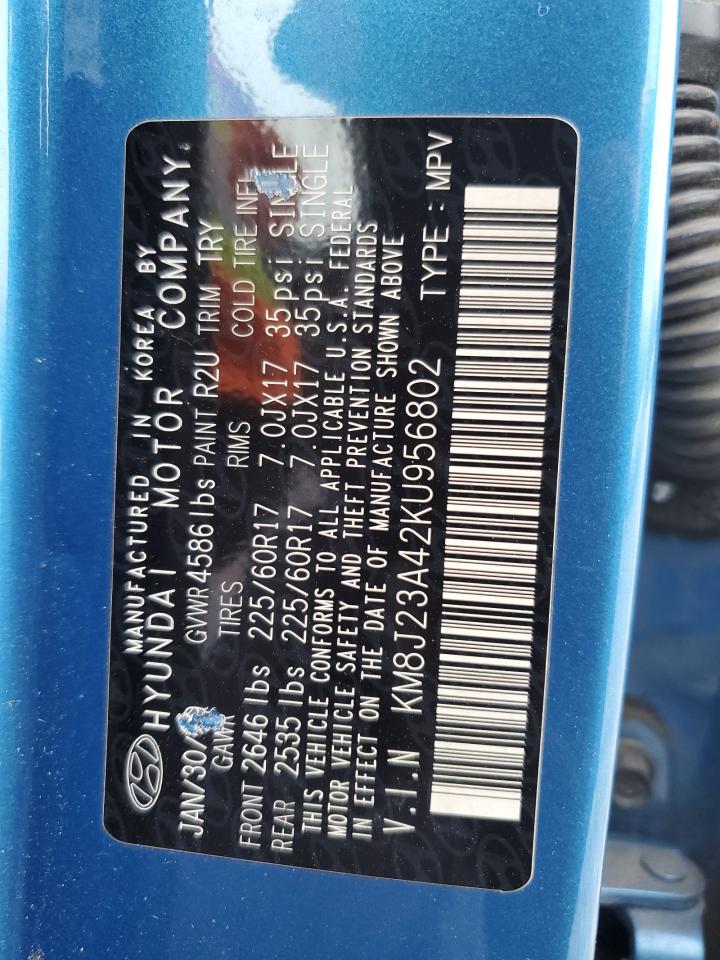 MANUFACTURED IN KOREA BY
HYUNDAI MOTOR COMPANY
JAN/30/ GVWR 4586 lbs PAINT R2U TRIM TRY
GAWR TIRES RIMS COLD TIRE INFL
FRONT 2646 lbs 225/60R17 7.0JX17 35psi SINGLE
REAR 2535 lbs 225/60R17 7.0JX17 35psi SINGLE
THIS VEHICLE CONFORMS TO ALL APPLICABLE U.S.A. FEDERAL
MOTOR VEHICLE SAFETY AND THEFT PREVENTION STANDARDS
IN EFFECT ON THE DATE OF MANUFACTURE SHOWN ABOVE
V.I.N KM8J23A42KU956802 TYPE : MPV